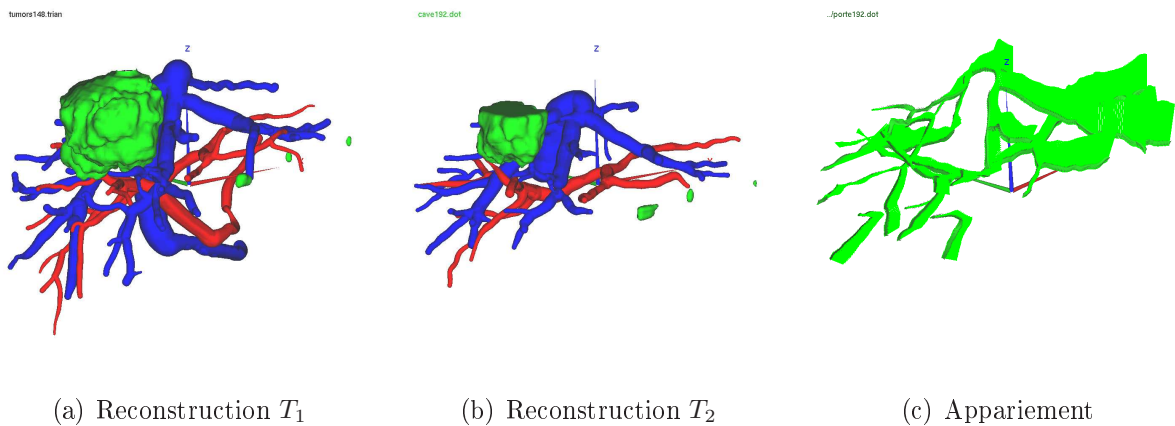 tumors148.trian
cave192.dot
../porte192.dot
Z
Z
Z
(a) Reconstruction T₁
(b) Reconstruction T₂
(c) Appariement